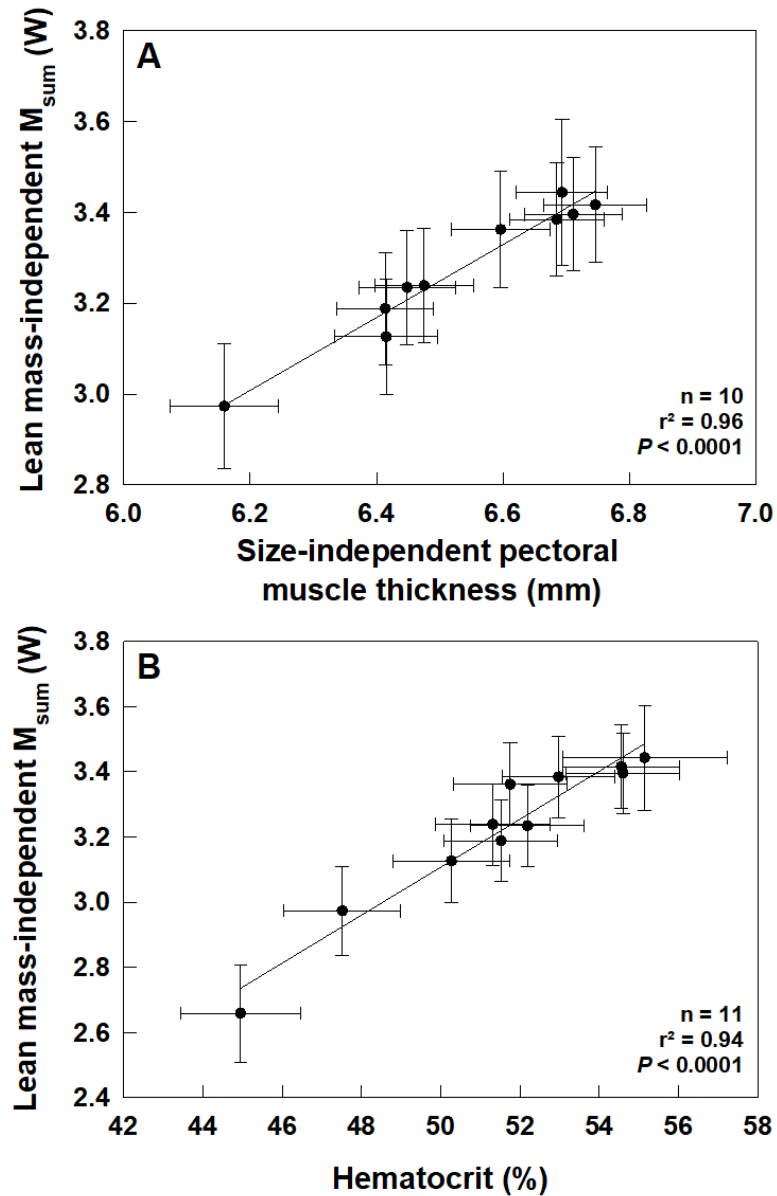 A
Lean mass-independent Msum (W)
3.8
3.6
3.4
3.2
3.0
2.8
n = 10
r² = 0.96
P < 0.0001
6.0 6.2 6.4 6.6 6.8 7.0
Size-independent pectoral
muscle thickness (mm)
B
Lean mass-independent Msum (W)
3.8
3.6
3.4
3.2
3.0
2.8
2.6
2.4
n = 11
r² = 0.94
P < 0.0001
42 44 46 48 50 52 54 56 58
Hematocrit (%)